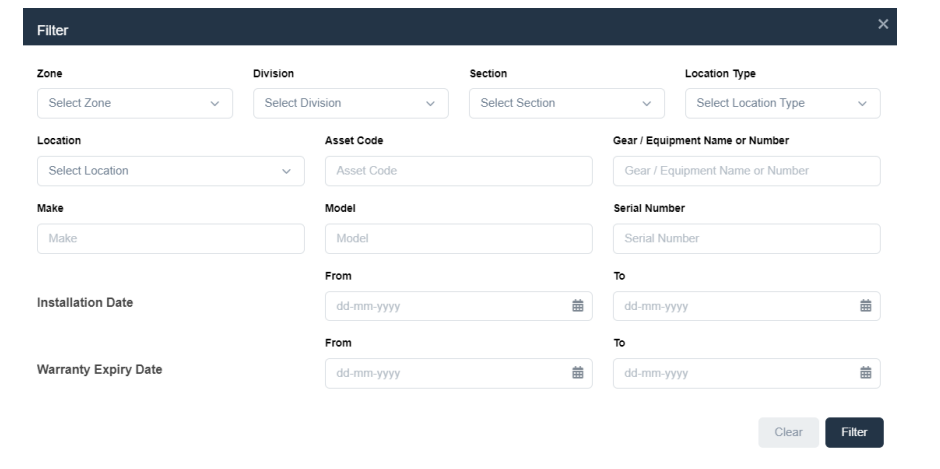 Filter
Zone Division Section Location Type
Select Zone Select Division Select Section Select Location Type
Location Asset Code Gear / Equipment Name or Number
Select Location Asset Code Gear / Equipment Name or Number
Make Model Serial Number
Make Model Serial Number
From To
Installation Date dd-mm-yyyy dd-mm-yyyy
From To
Warranty Expiry Date dd-mm-yyyy dd-mm-yyyy
Clear Filter